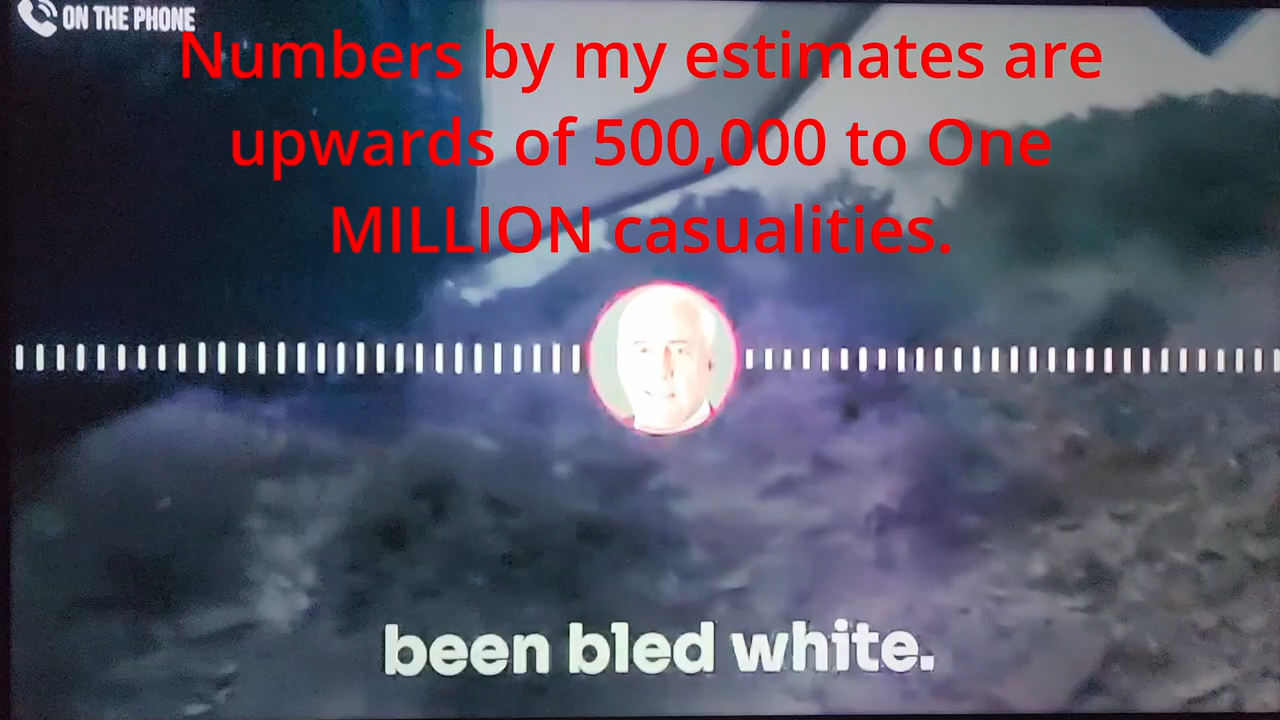 ON THE PHONE
Numbers by my estimates are
upwards of 500,000 to One
MILLION casualities.
been bled white.